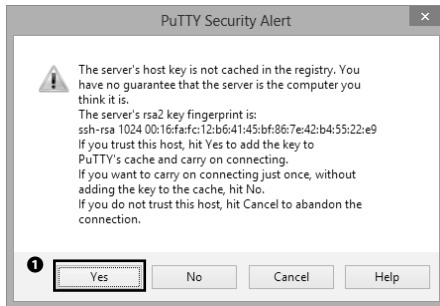 PuTTY Security Alert
×
The server's host key is not cached in the registry. You
have no guarantee that the server is the computer you
think it is.
The server's rsa2 key fingerprint is:
ssh-rsa 1024 00:16:fa:fc:12:b6:41:45:bf:86:7e:42:b4:55:22:e9
If you trust this host, hit Yes to add the key to
PuTTY's cache and carry on connecting.
If you want to carry on connecting just once, without
adding the key to the cache, hit No.
If you do not trust this host, hit Cancel to abandon the
connection.
❶
Yes No Cancel Help